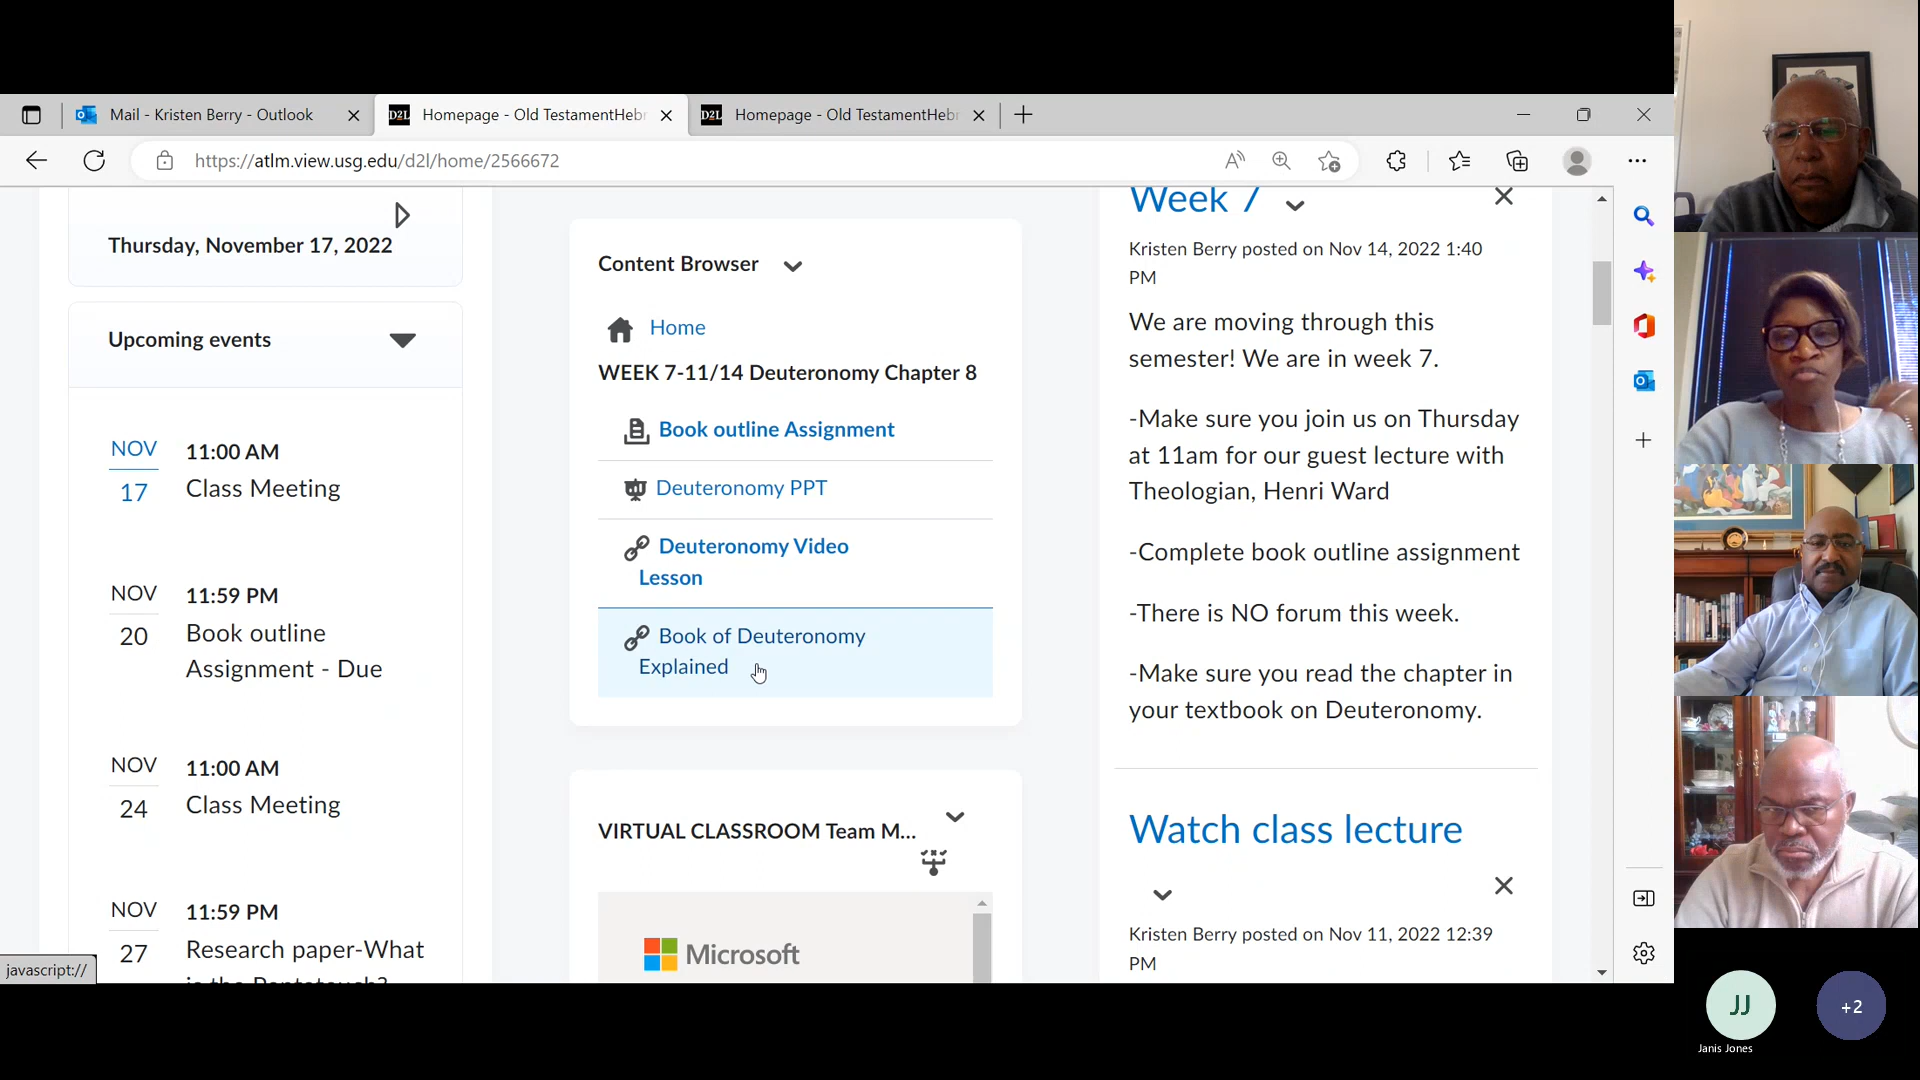 Mail - Kristen Berry - Outlook
D2L Homepage - Old TestamentHebr
D2L Homepage - Old TestamentHebr
https://atlm.view.usg.edu/d2l/home/2566672
Thursday, November 17, 2022
Upcoming events
NOV
17
11:00 AM
Class Meeting
NOV
20
11:59 PM
Book outline
Assignment - Due
NOV
24
11:00 AM
Class Meeting
NOV
27
11:59 PM
Research paper-What
is the Pentateuch?
javascript://
Content Browser
Home
WEEK 7-11/14 Deuteronomy Chapter 8
Book outline Assignment
Deuteronomy PPT
Deuteronomy Video
Lesson
Book of Deuteronomy
Explained
VIRTUAL CLASSROOM Team M...
Microsoft
Week 7
Kristen Berry posted on Nov 14, 2022 1:40
PM
We are moving through this
semester! We are in week 7.
-Make sure you join us on Thursday
at 11am for our guest lecture with
Theologian, Henri Ward
-Complete book outline assignment
-There is NO forum this week.
-Make sure you read the chapter in
your textbook on Deuteronomy.
Watch class lecture
Kristen Berry posted on Nov 11, 2022 12:39
PM
JJ
Janis Jones
+2